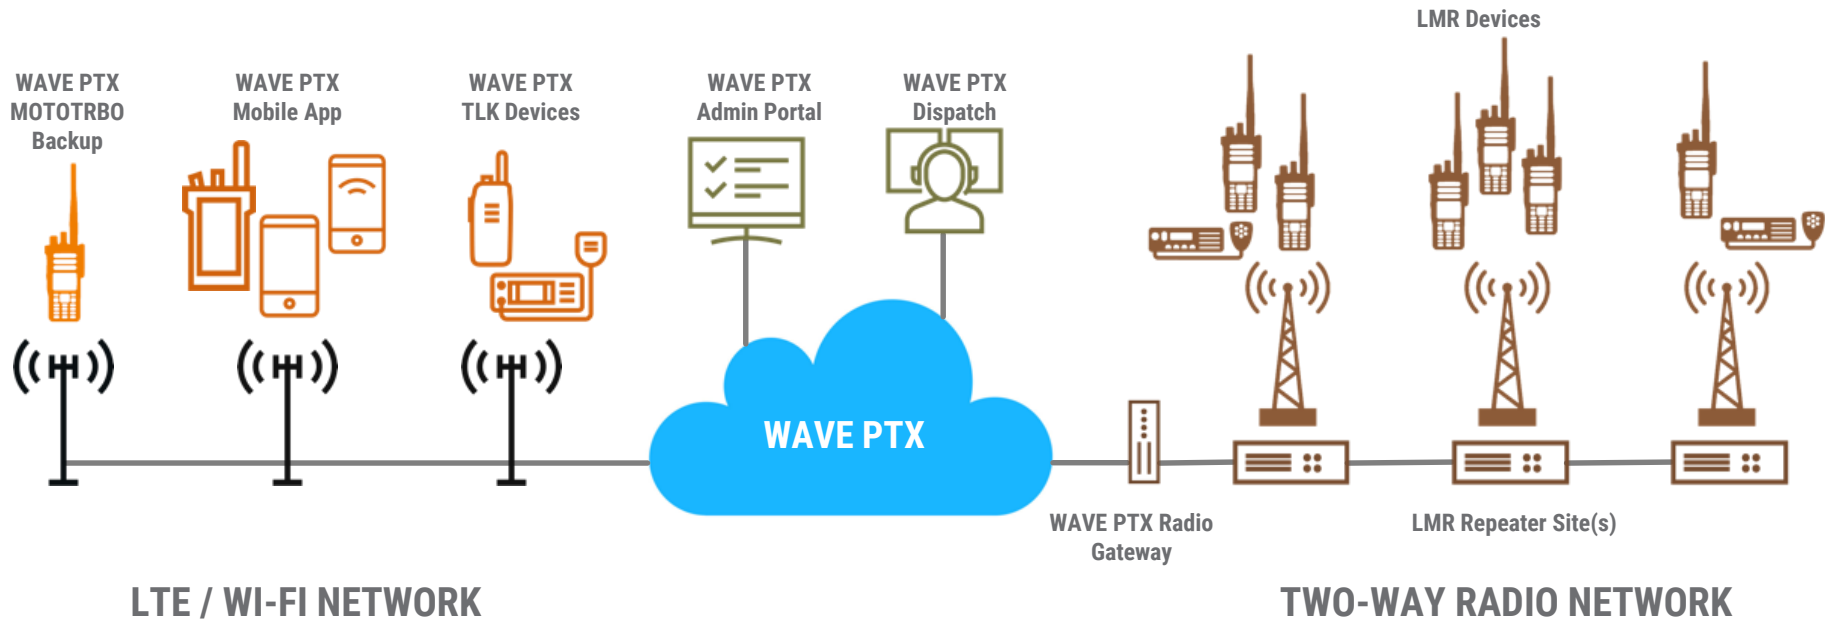 LMR Devices
WAVE PTX
MOTOTRBO
Backup
WAVE PTX
Mobile App
WAVE PTX
TLK Devices
WAVE PTX
Admin Portal
WAVE PTX
Dispatch
WAVE PTX
WAVE PTX Radio
Gateway
LMR Repeater Site(s)
LTE / WI-FI NETWORK
TWO-WAY RADIO NETWORK